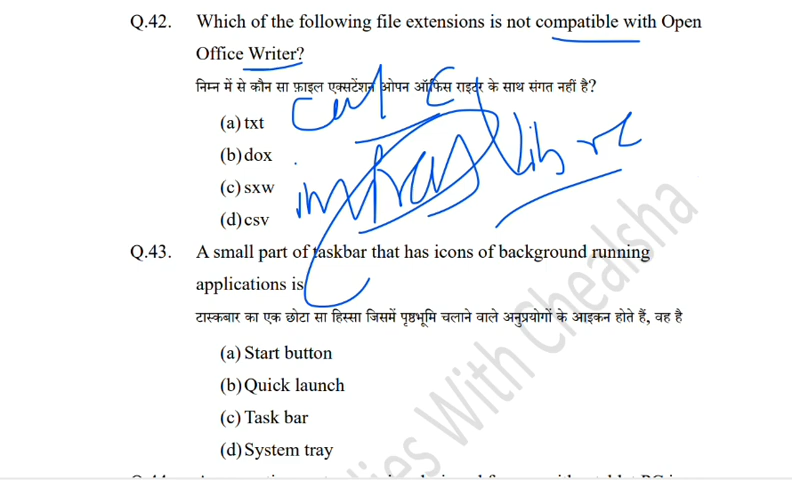 Q.42. Which of the following file extensions is not compatible with Open
Office Writer?
निम्न में से कौन सा फ़ाइल एक्सटेंशन ओपन ऑफिस राइटर के साथ संगत नहीं है?
(a) txt
(b) dox
(c) sxw
(d) csv
Q.43. A small part of taskbar that has icons of background running
applications is
टास्कबार का एक छोटा सा हिस्सा जिसमें पृष्ठभूमि चलाने वाले अनुप्रयोगों के आइकन होते हैं, वह है
(a) Start button
(b) Quick launch
(c) Task bar
(d) System tray
With Chealsha